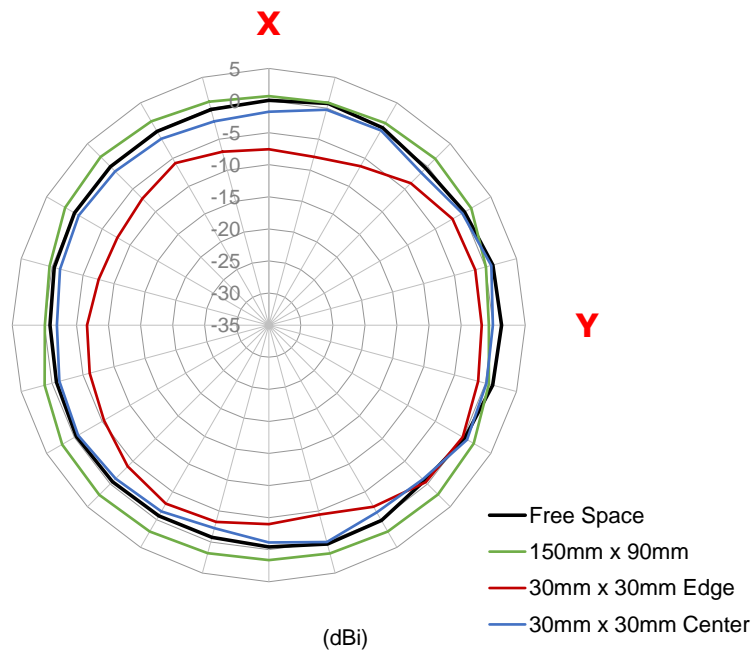 X
5
0
-5
-10
-15
-20
-25
-30
-35
Y
Free Space
150mm x 90mm
30mm x 30mm Edge
30mm x 30mm Center
(dBi)